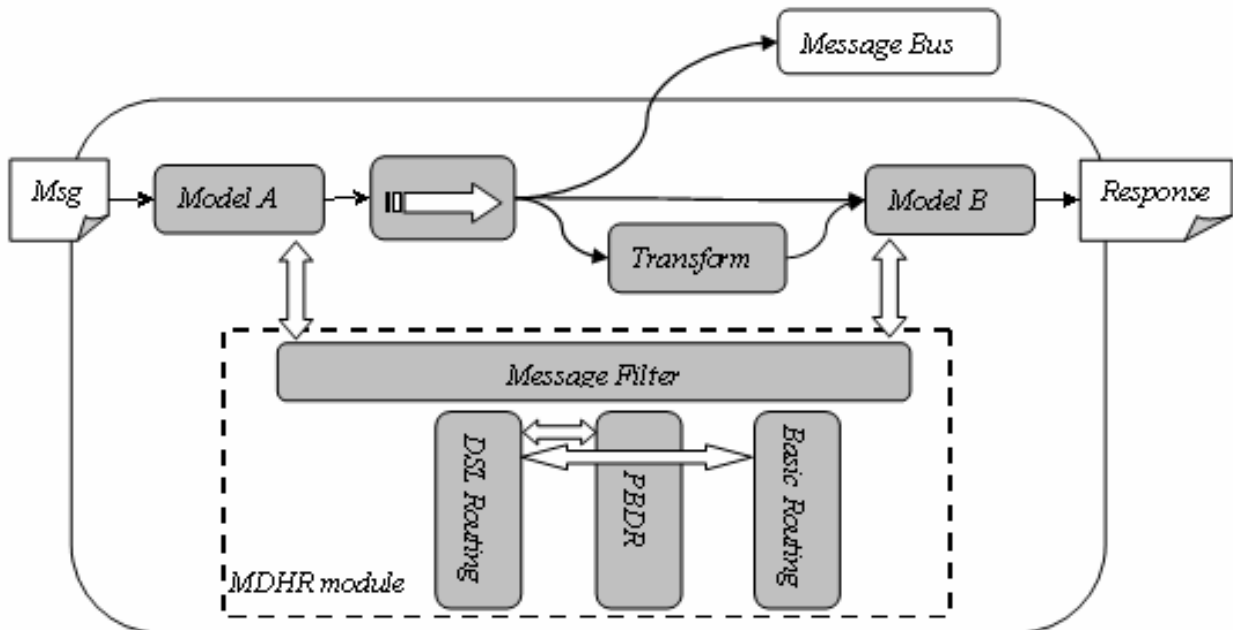 Message Bus
Msg
Model A
Model B
Response
Transform
Message Filter
DSL Routing
PBDR
Basic Routing
MDHR module